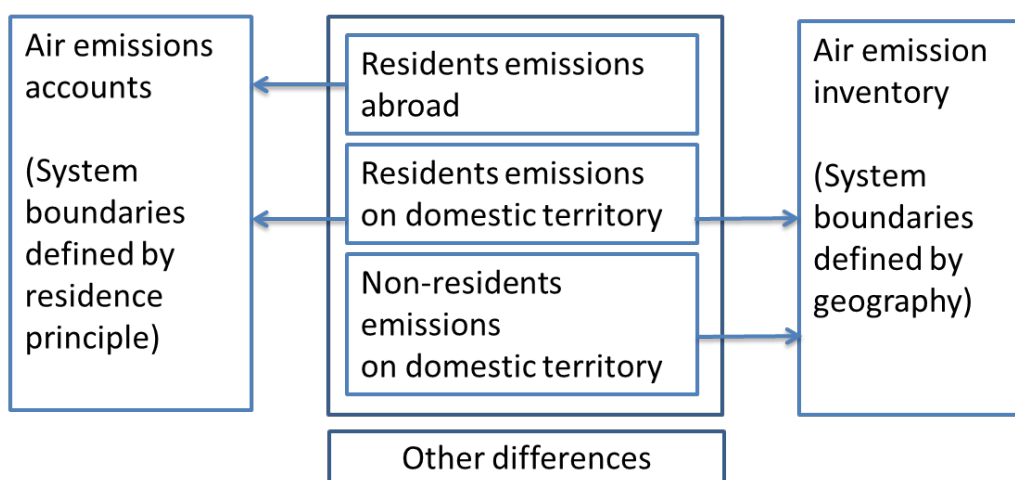 Air emissions
accounts
(System
boundaries
defined by
residence
principle)
Residents emissions
abroad
Residents emissions
on domestic territory
Non-residents
emissions
on domestic territory
Other differences
Air emission
inventory
(System
boundaries
defined by
geography)